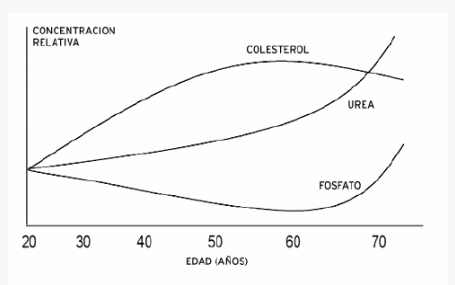 CONCENTRACION
RELATIVA
COLESTEROL
UREA
FOSFATO
20 30 40 50 60 70
EDAD (AÑOS)